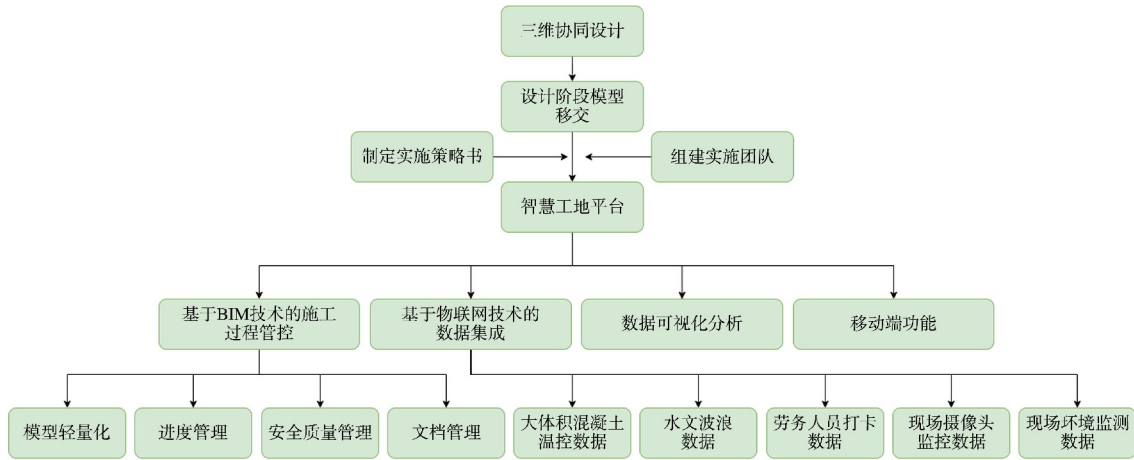 三维协同设计
设计阶段模型
移交
制定实施策略书
组建实施团队
智慧工地平台
基于BIM技术的施工
过程管控
基于物联网技术的
数据集成
数据可视化分析
移动端功能
模型轻量化
进度管理
安全质量管理
文档管理
大体积混凝土
温控数据
水文波浪
数据
劳务人员打卡
数据
现场摄像头
监控数据
现场环境监测
数据